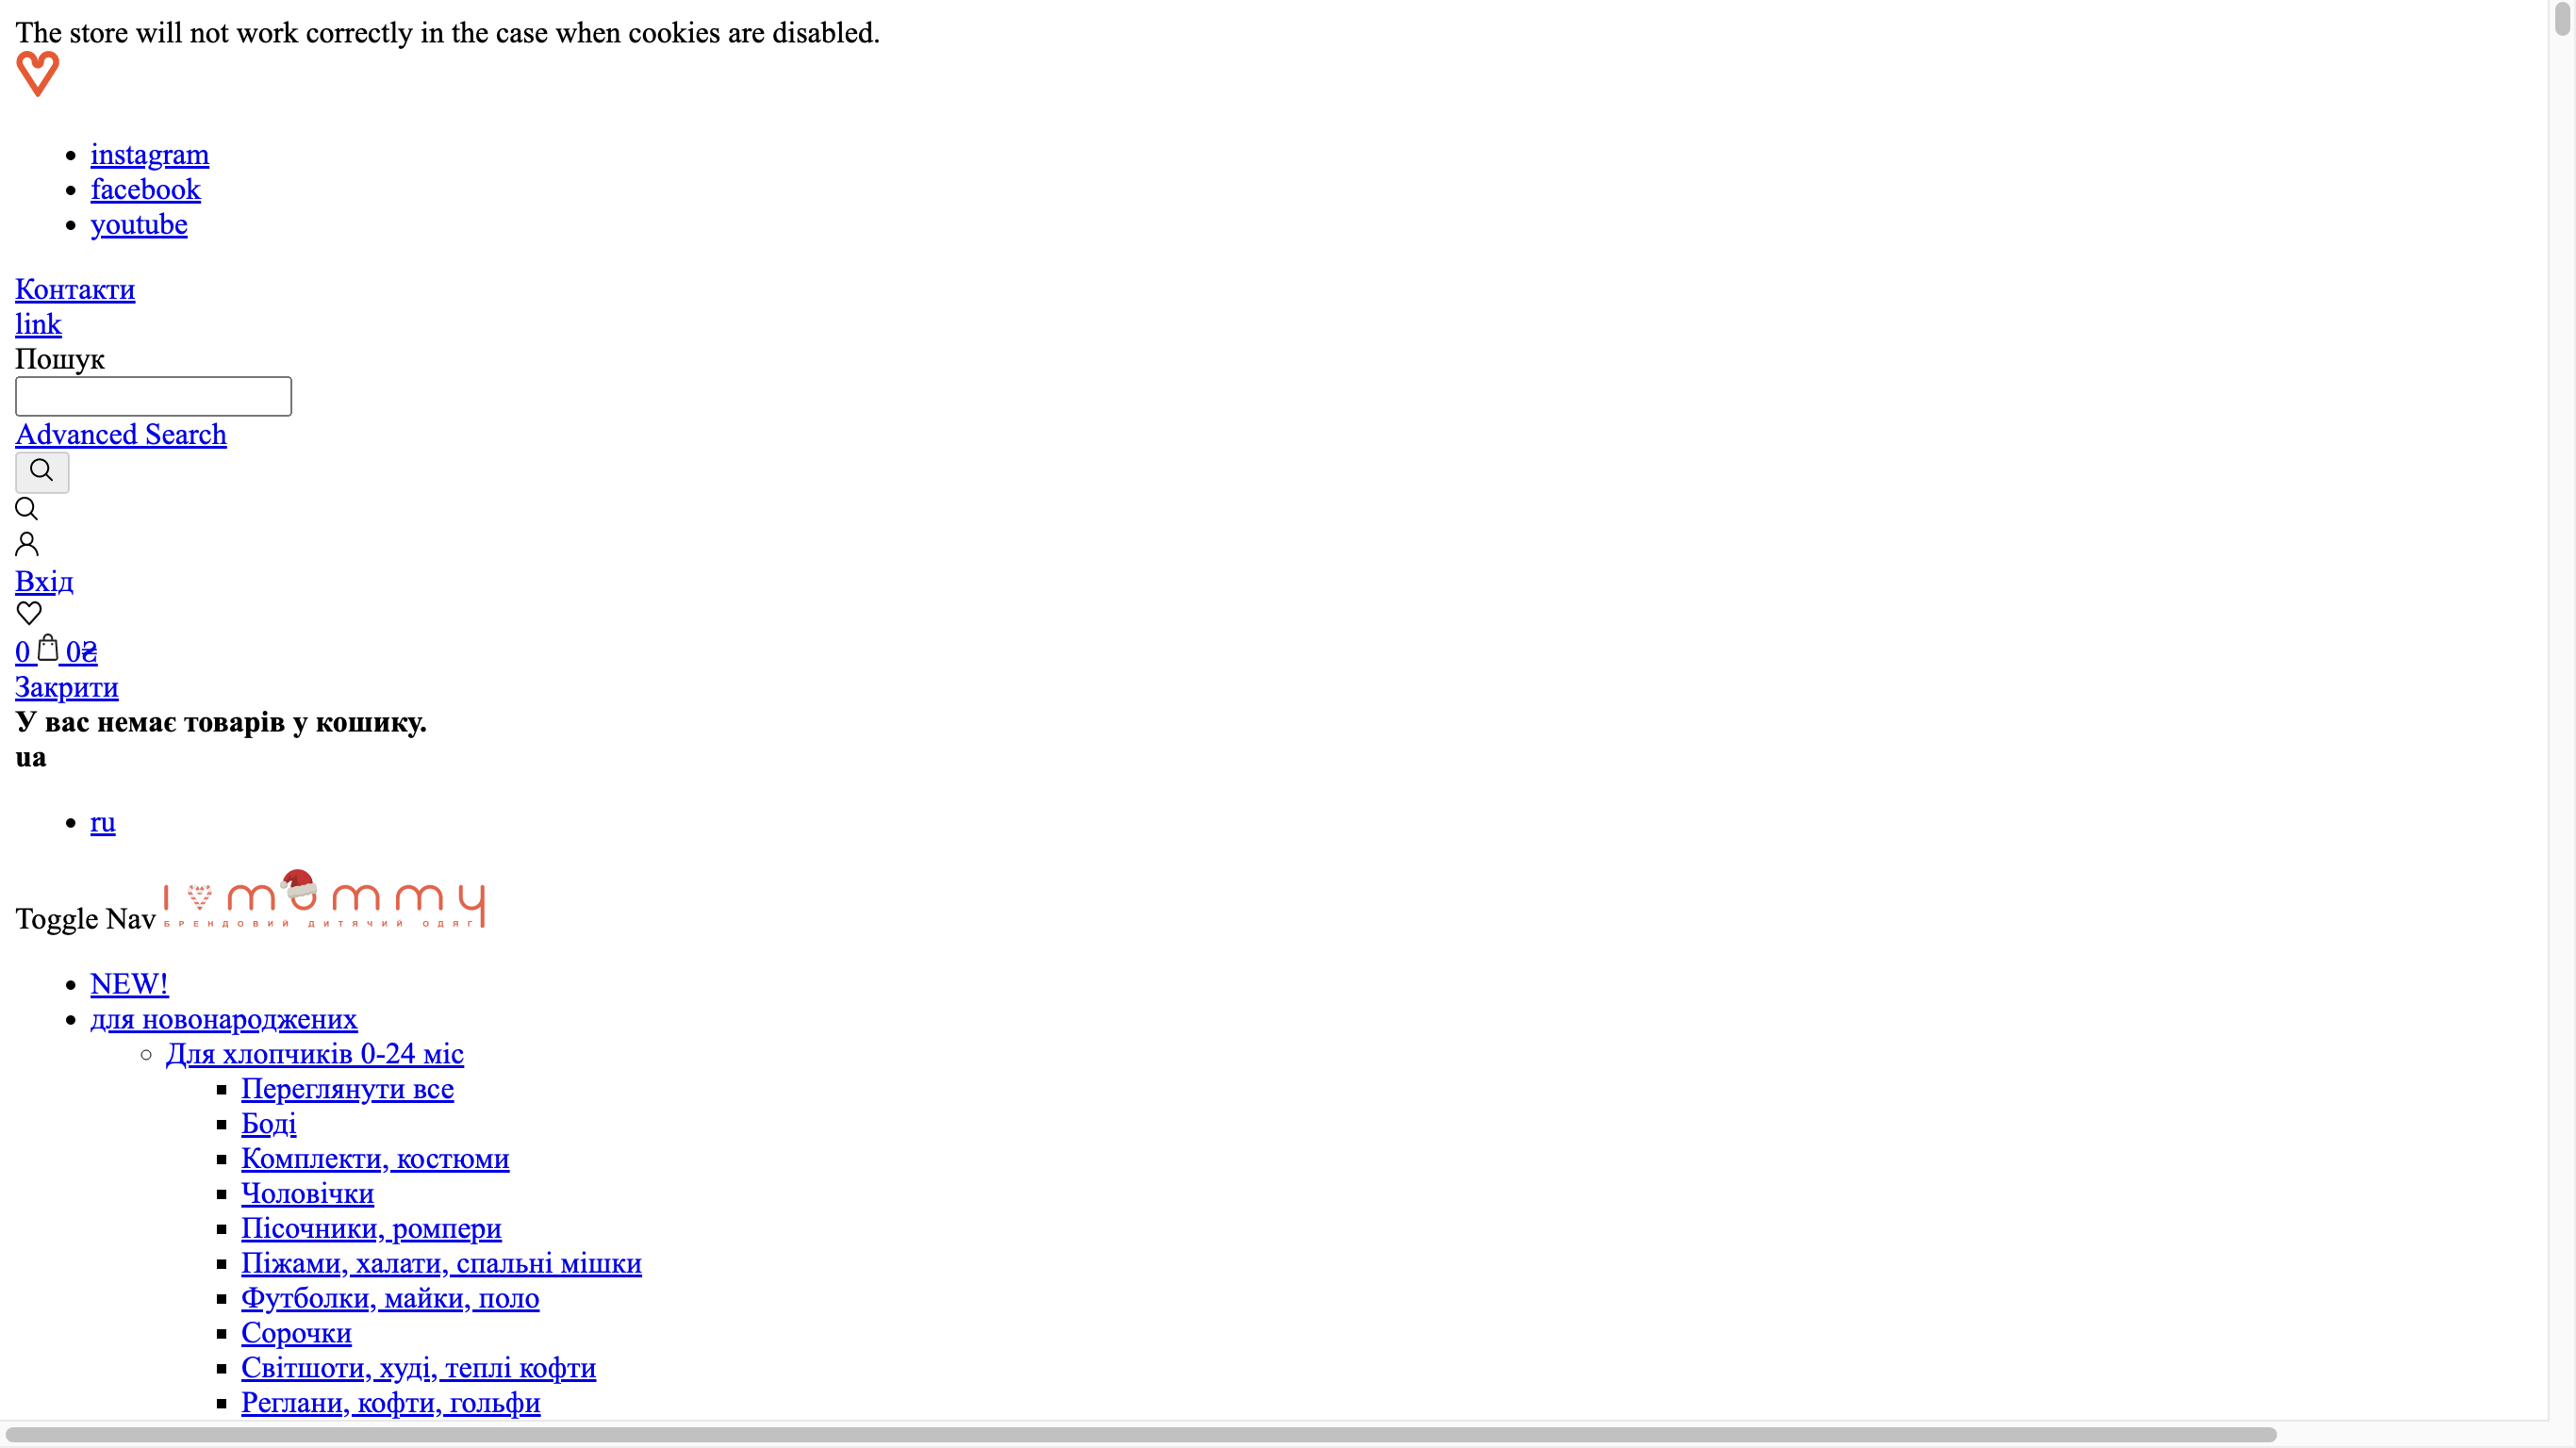 The store will not work correctly in the case when cookies are disabled.
instagram
facebook
youtube
Контакти
link
Пошук
Advanced Search
Вхід
0 0₴
Закрити
У вас немає товарів у кошику.
ua
ru
Toggle Nav I mommy
БРЕНДОВИЙ ДИТЯЧИЙ ОДЯГ
NEW!
для новонароджених
Для хлопчиків 0-24 міс
Переглянути все
Боді
Комплекти, костюми
Чоловічки
Пісочники, ромпери
Піжами, халати, спальні мішки
Футболки, майки, поло
Сорочки
Світшоти, худі, теплі кофти
Реглани, кофти, гольфи